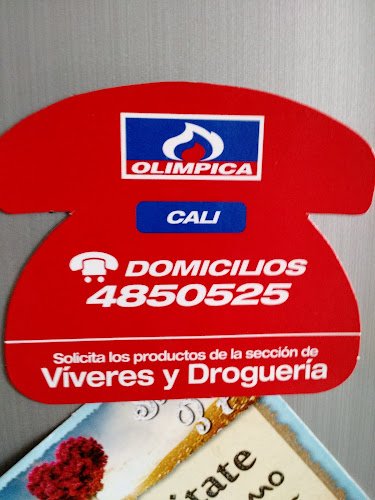 OLIMPICA
CALI
DOMICILIOS
4850525
Solicita los productos de la sección de
Víveres y Droguería